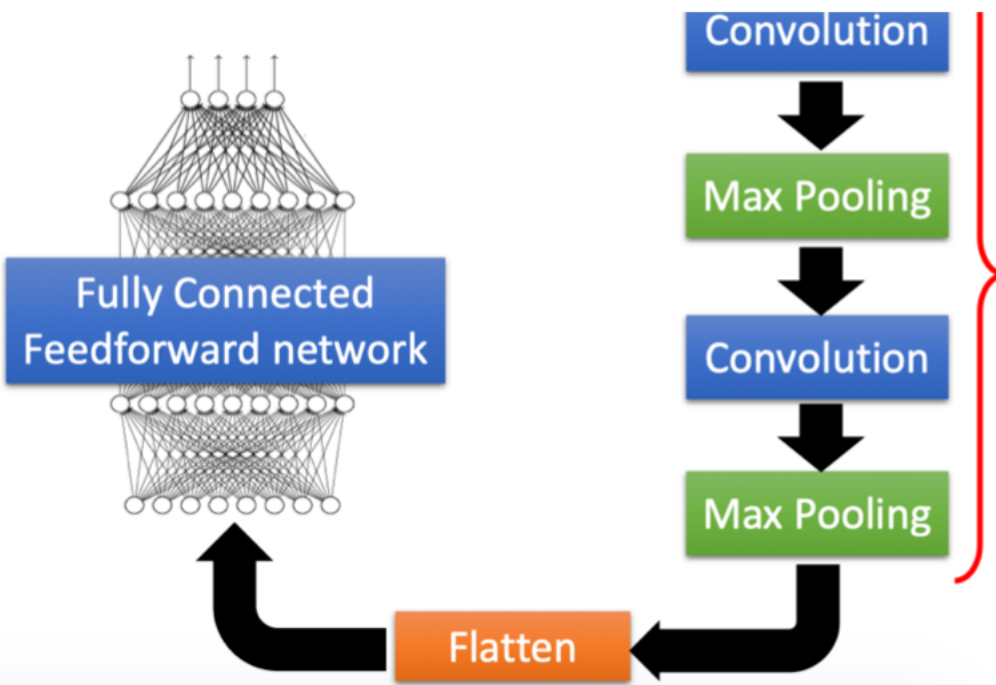 Convolution
Max Pooling
Fully Connected
Feedforward network
Convolution
Max Pooling
Flatten